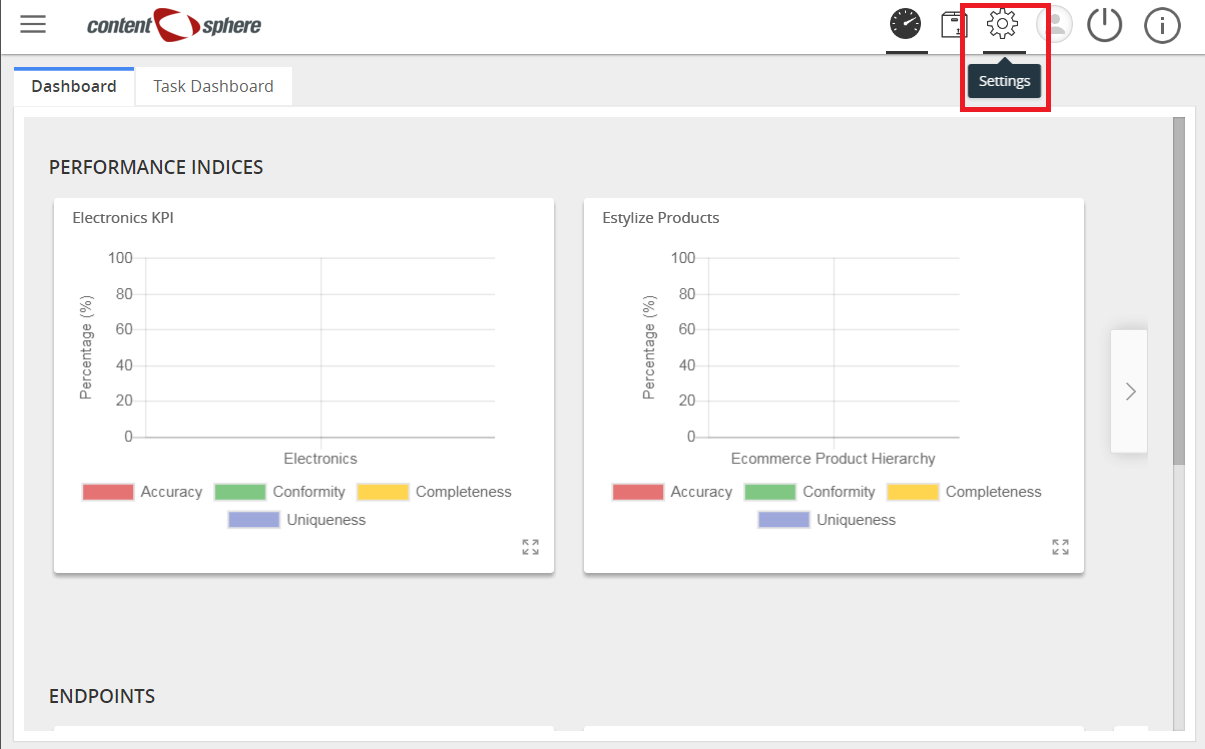 content sphere
Settings
Dashboard Task Dashboard
PERFORMANCE INDICES
Electronics KPI
100
80
60
40
20
0
Percentage (%)
Electronics
Accuracy Conformity Completeness
Uniqueness
Estylize Products
100
80
60
40
20
0
Percentage (%)
Ecommerce Product Hierarchy
Accuracy Conformity Completeness
Uniqueness
ENDPOINTS